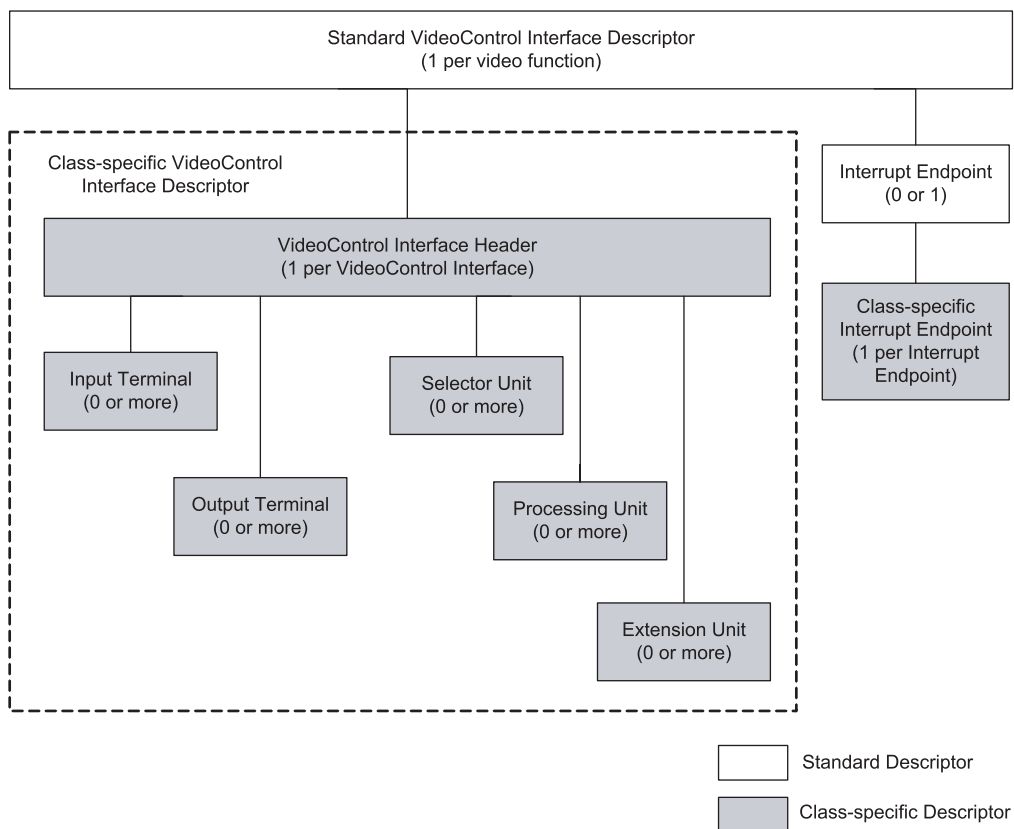 Standard VideoControl Interface Descriptor
(1 per video function)
Class-specific VideoControl
Interface Descriptor
Interrupt Endpoint
(0 or 1)
VideoControl Interface Header
(1 per VideoControl Interface)
Class-specific
Interrupt Endpoint
(1 per Interrupt
Endpoint)
Input Terminal
(0 or more)
Selector Unit
(0 or more)
Output Terminal
(0 or more)
Processing Unit
(0 or more)
Extension Unit
(0 or more)
Standard Descriptor
Class-specific Descriptor